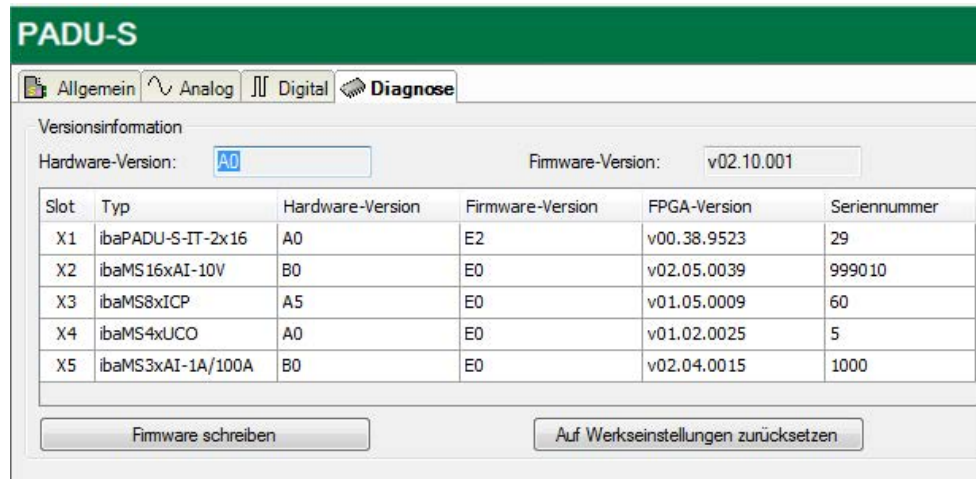 PADU-S
Allgemein Analog Digital Diagnose
Versionsinformation
Hardware-Version: A0 Firmware-Version: v02.10.001
Slot Typ Hardware-Version Firmware-Version FPGA-Version Seriennummer
X1 ibaPADU-S-IT-2x16 A0 E2 v00.38.9523 29
X2 ibaMS16xAI-10V B0 E0 v02.05.0039 999010
X3 ibaMS8xICP A5 E0 v01.05.0009 60
X4 ibaMS4xUCO A0 E0 v01.02.0025 5
X5 ibaMS3xAI-1A/100A B0 E0 v02.04.0015 1000
Firmware schreiben Auf Werkseinstellungen zurücksetzen